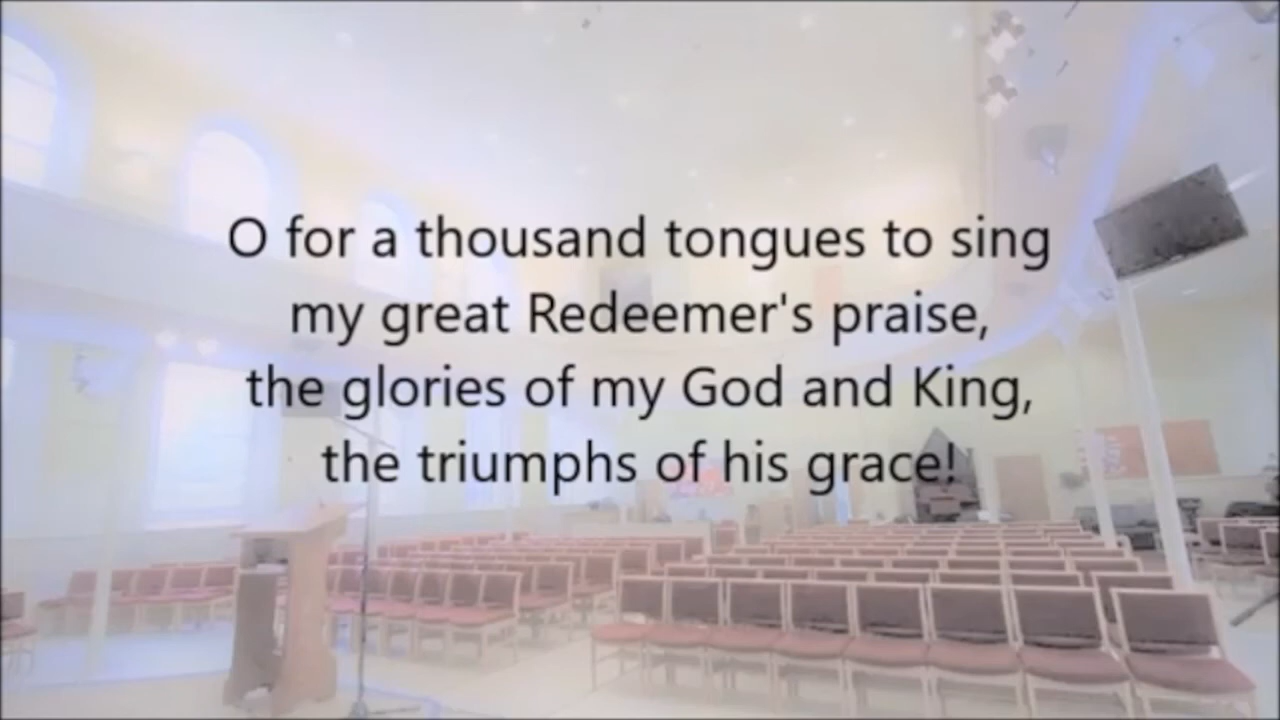 O for a thousand tongues to sing
my great Redeemer's praise,
the glories of my God and King,
the triumphs of his grace!